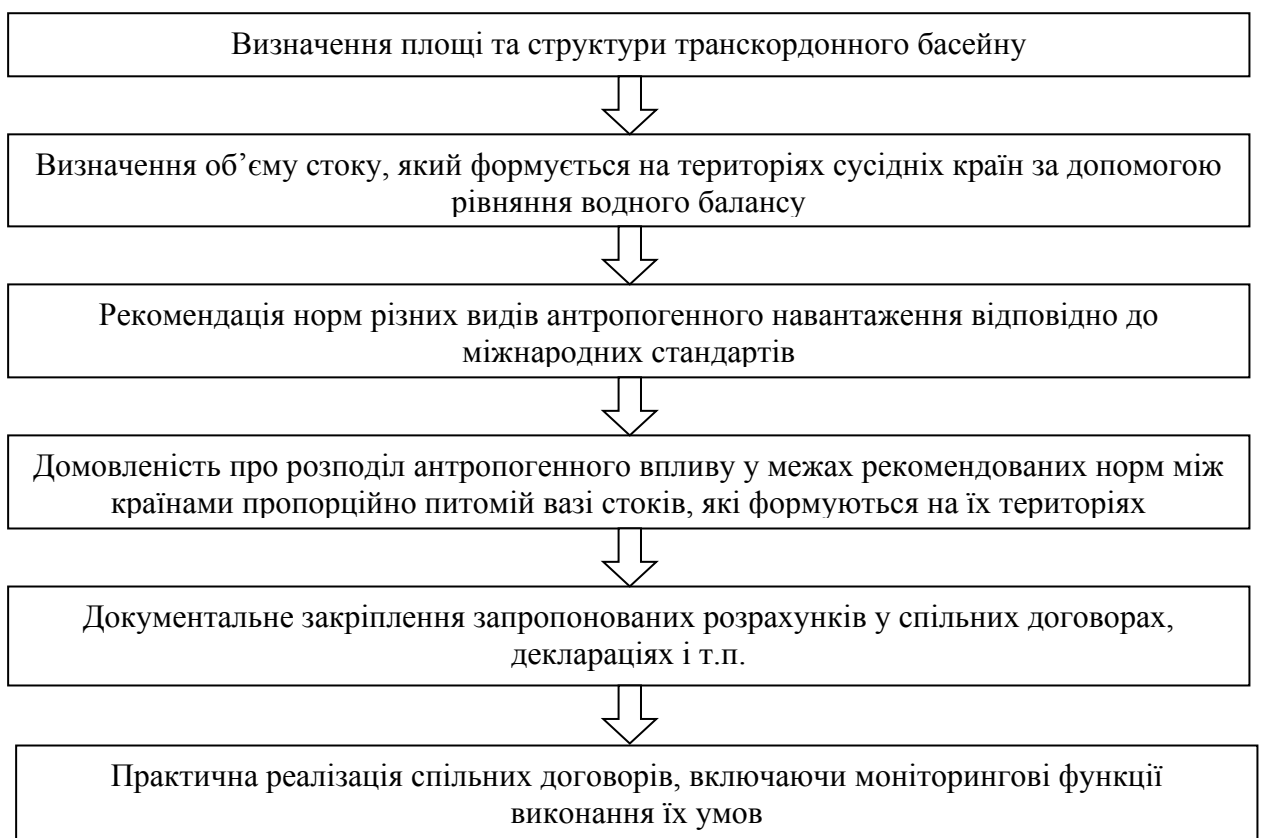 Визначення площі та структури транскордонного басейну
Визначення об’єму стоку, який формується на територіях сусідніх країн за допомогою
рівняння водного балансу
Рекомендація норм різних видів антропогенного навантаження відповідно до
міжнародних стандартів
Домовленість про розподіл антропогенного впливу у межах рекомендованих норм між
країнами пропорційно питомій вазі стоків, які формуються на їх територіях
Документальне закріплення запропонованих розрахунків у спільних договорах,
деклараціях і т.п.
Практична реалізація спільних договорів, включаючи моніторингові функції
виконання їх умов